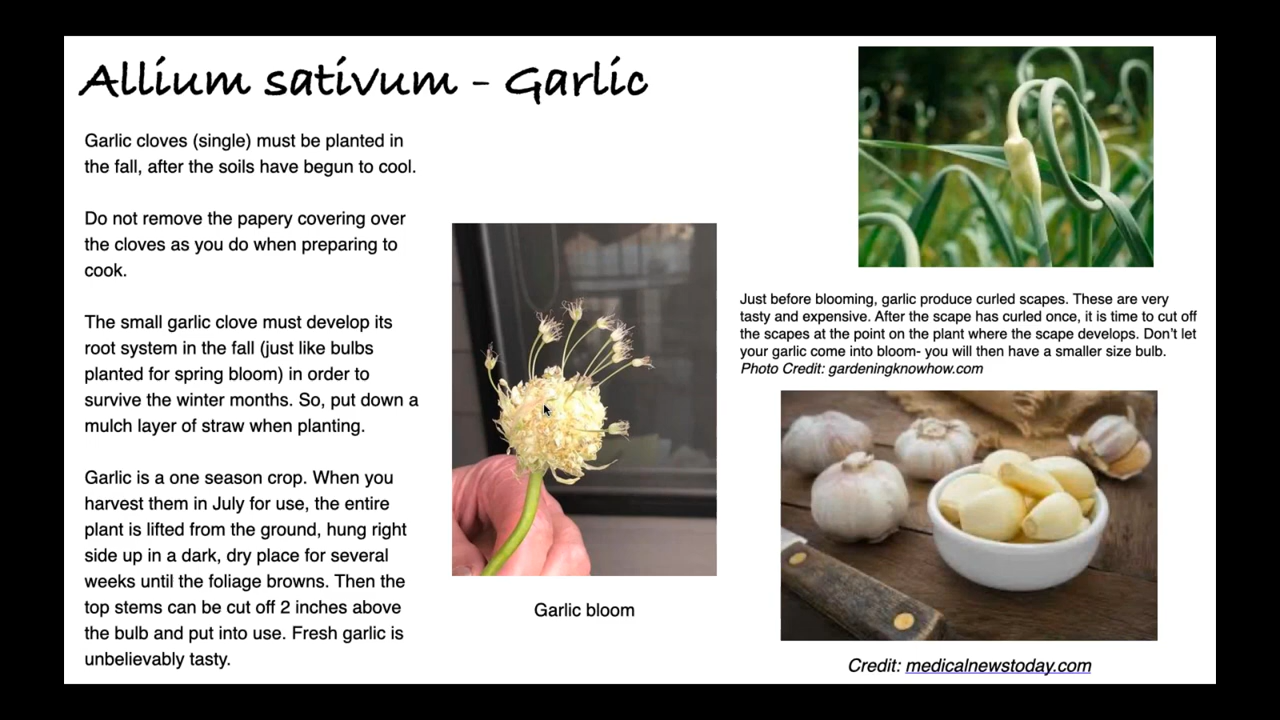 Allium sativum - Garlic
Garlic cloves (single) must be planted in
the fall, after the soils have begun to cool.
Do not remove the papery covering over
the cloves as you do when preparing to
cook.
The small garlic clove must develop its
root system in the fall (just like bulbs
planted for spring bloom) in order to
survive the winter months. So, put down a
mulch layer of straw when planting.
Garlic is a one season crop. When you
harvest them in July for use, the entire
plant is lifted from the ground, hung right
side up in a dark, dry place for several
weeks until the foliage browns. Then the
top stems can be cut off 2 inches above
the bulb and put into use. Fresh garlic is
unbelievably tasty.
Garlic bloom
Just before blooming, garlic produce curled scapes. These are very
tasty and expensive. After the scape has curled once, it is time to cut off
the scapes at the point on the plant where the scape develops. Don't let
your garlic come into bloom- you will then have a smaller size bulb.
Photo Credit: gardeningknowhow.com
Credit: medicalnewstoday.com